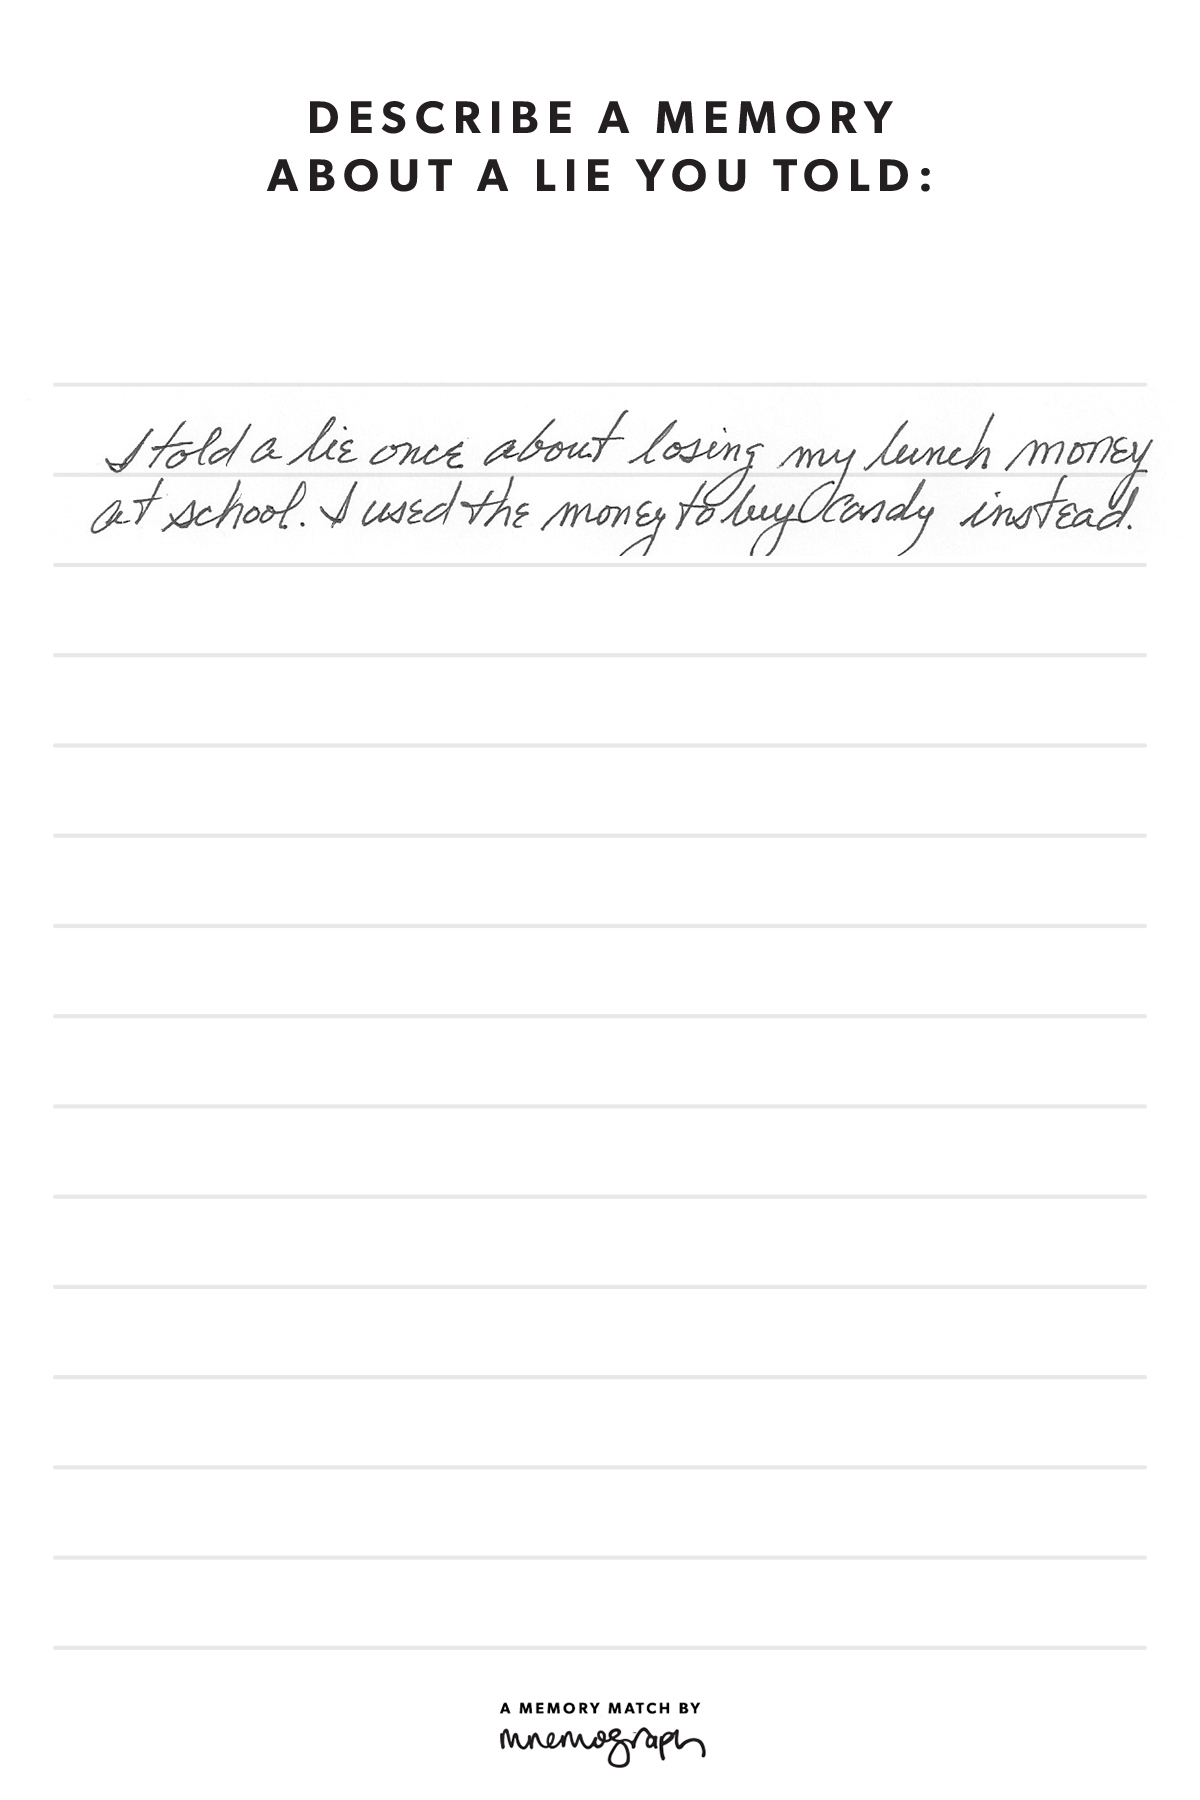 DESCRIBE A MEMORY
ABOUT A LIE YOU TOLD:
I told a lie once about losing my lunch money
at school. I used the money to buy candy instead.
A MEMORY MATCH BY
mnemograph